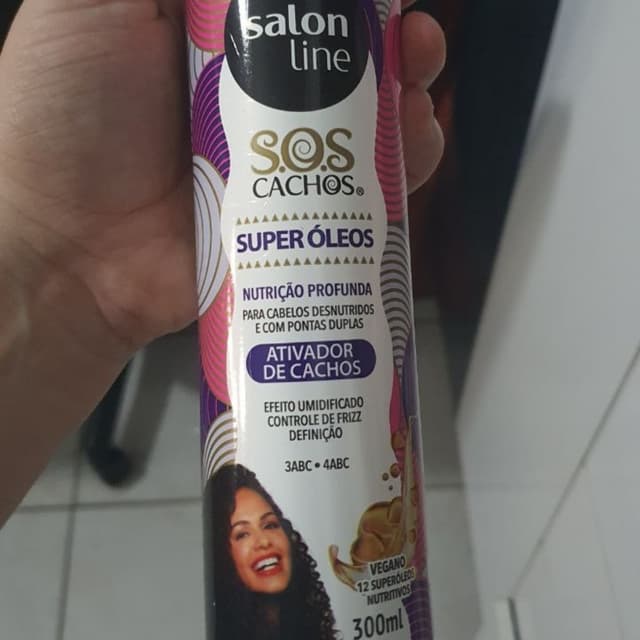 salon
line
S.O.S
CACHOS®
SUPER ÓLEOS
NUTRIÇÃO PROFUNDA
PARA CABELOS DESNUTRIDOS
E COM PONTAS DUPLAS
ATIVADOR
DE CACHOS
EFEITO UMIDIFICADO
CONTROLE DE FRIZZ
DEFINIÇÃO
3ABC • 4ABC
VEGANO
12 SUPERÓLEOS
NUTRITIVOS
300ml